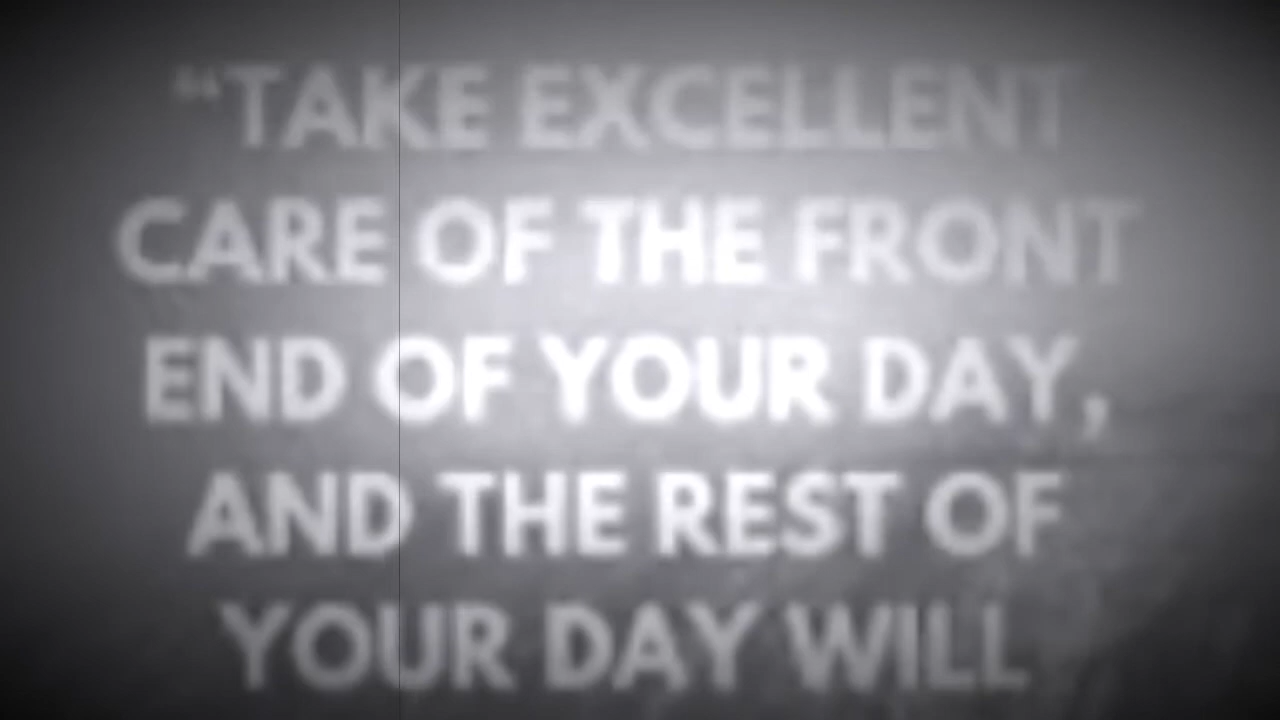 “TAKE EXCELLENT
CARE OF THE FRONT
END OF YOUR DAY,
AND THE REST OF
YOUR DAY WILL